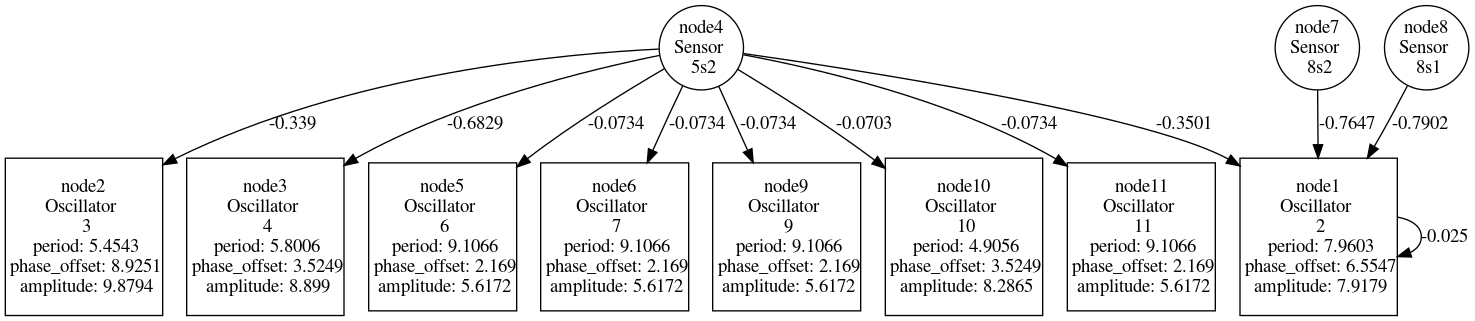 node4
Sensor
5s2
node7
Sensor
8s2
node8
Sensor
8s1
-0.339
-0.6829
-0.0734
-0.0734
-0.0734
-0.0703
-0.0734
-0.3501
-0.7647
-0.7902
node2
Oscillator
3
period: 5.4543
phase_offset: 8.9251
amplitude: 9.8794
node3
Oscillator
4
period: 5.8006
phase_offset: 3.5249
amplitude: 8.899
node5
Oscillator
6
period: 9.1066
phase_offset: 2.169
amplitude: 5.6172
node6
Oscillator
7
period: 9.1066
phase_offset: 2.169
amplitude: 5.6172
node9
Oscillator
9
period: 9.1066
phase_offset: 2.169
amplitude: 5.6172
node10
Oscillator
10
period: 4.9056
phase_offset: 3.5249
amplitude: 8.2865
node11
Oscillator
11
period: 9.1066
phase_offset: 2.169
amplitude: 5.6172
node1
Oscillator
2
period: 7.9603
phase_offset: 6.5547
amplitude: 7.9179
-0.025